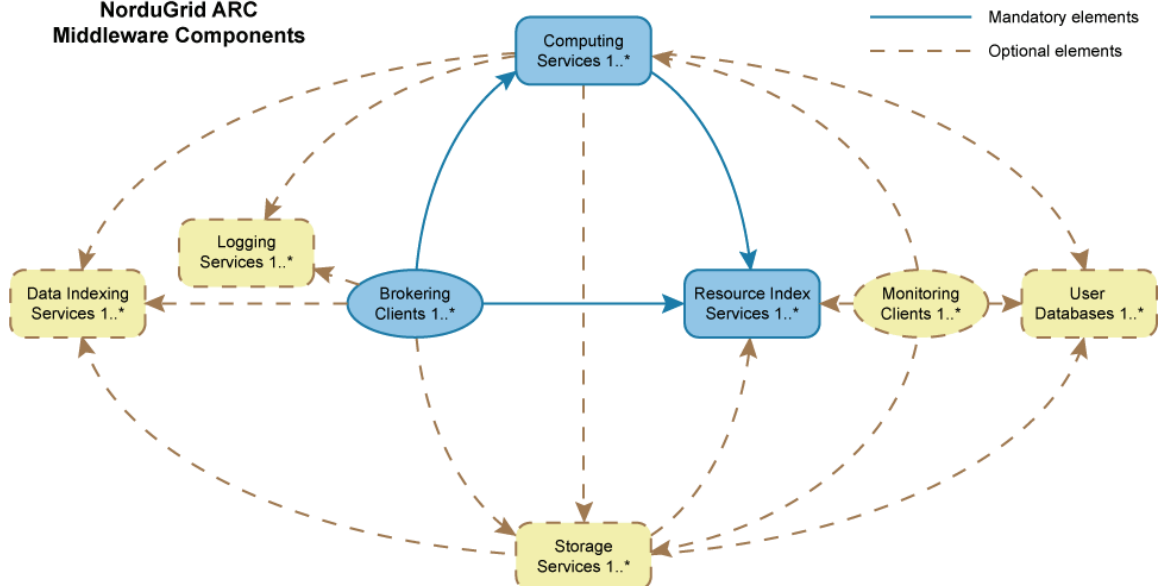 NorduGrid ARC
Middleware Components
Mandatory elements
Optional elements
Computing
Services 1..*
Logging
Services 1..*
Data Indexing
Services 1..*
Brokering
Clients 1..*
Resource Index
Services 1..*
Monitoring
Clients 1..*
User
Databases 1..*
Storage
Services 1..*